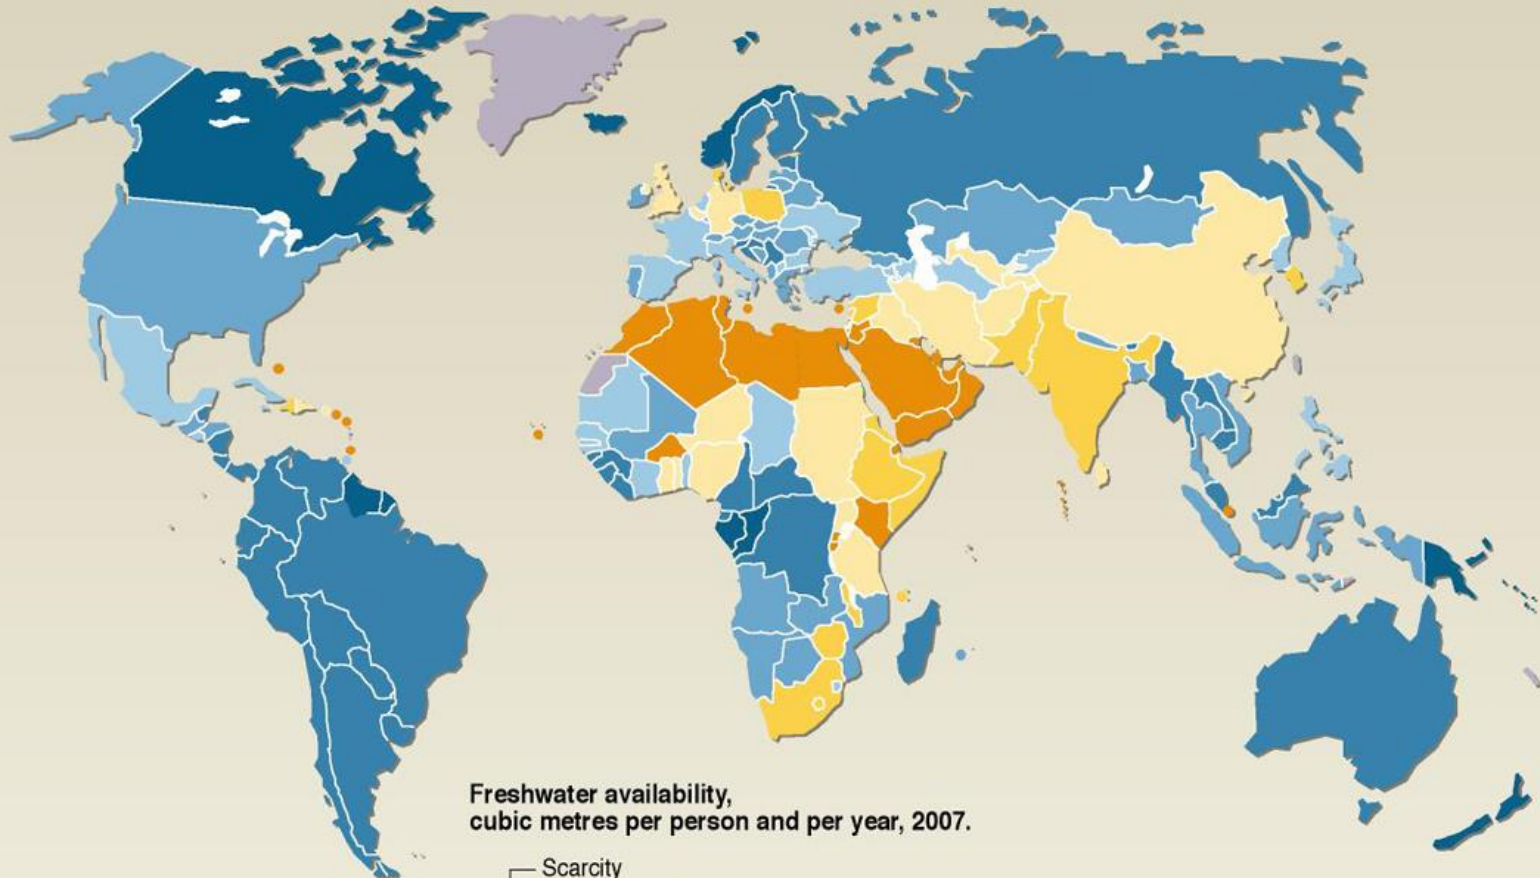 Freshwater availability,
cubic metres per person and per year, 2007.
Scarcity